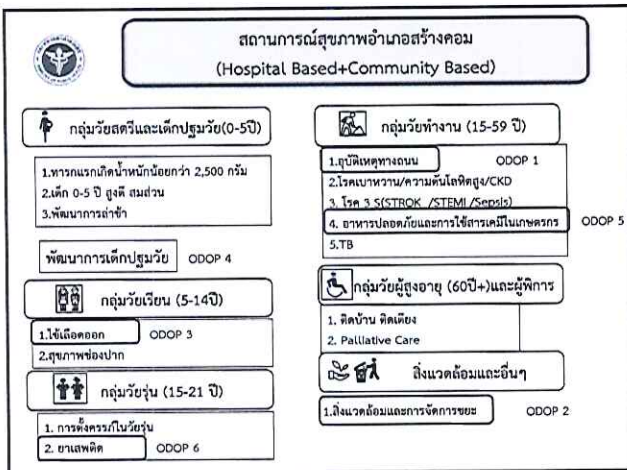 สถานการณ์สุขภาพอำเภอสร้างคอม
(Hospital Based+Community Based)
กลุ่มวัยสตรีและเด็กปฐมวัย(0-5ปี)
1.ทารกแรกเกิดน้ำหนักน้อยกว่า 2,500 กรัม
2.เด็ก 0-5 ปี สูงดี สมส่วน
3.พัฒนาการล่าช้า
พัฒนาการเด็กปฐมวัย ODOP 4
กลุ่มวัยเรียน (5-14ปี)
1.ไข้เลือดออก ODOP 3
2.สุขภาพช่องปาก
กลุ่มวัยรุ่น (15-21 ปี)
1. การตั้งครรภ์ในวัยรุ่น
2. ยาเสพติด ODOP 6
กลุ่มวัยทำงาน (15-59 ปี)
1.อุบัติเหตุทางถนน ODOP 1
2.โรคเบาหวาน/ความดันโลหิตสูง/CKD
3. โรค 3 S(STROK /STEMI /Sepsis)
4. อาหารปลอดภัยและการใช้สารเคมีในเกษตรกร ODOP 5
5.TB
กลุ่มวัยผู้สูงอายุ (60ปี+)และผู้พิการ
1. ติดบ้าน ติดเตียง
2. Palliative Care
สิ่งแวดล้อมและอื่นๆ
1.สิ่งแวดล้อมและการจัดการขยะ ODOP 2